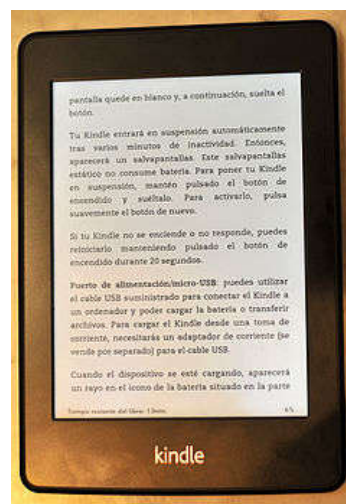 pantalla quede en blanco y, a continuación, suelta el
botón.
Tu Kindle entrará en suspensión automáticamente
tras varios minutos de inactividad. Entonces,
aparecerá un salvapantallas. Este salvapantallas
estático no consume batería. Para poner tu Kindle
en suspensión, mantén pulsado el botón de
encendido y suéltalo. Para activarlo, pulsa
suavemente el botón de nuevo.
Si tu Kindle no se enciende o no responde, puedes
reiniciarlo manteniendo pulsado el botón de
encendido durante 20 segundos.
Puerto de alimentación/micro-USB: puedes utilizar
el cable USB suministrado para conectar el Kindle a
un ordenador y poder cargar la batería o transferir
archivos. Para cargar el Kindle desde una toma de
corriente, necesitarás un adaptador de corriente (se
vende por separado) para el cable USB.
Cuando el dispositivo se esté cargando, aparecerá
un rayo en el icono de la batería situado en la parte
Tiempo restante del libro:
kindle